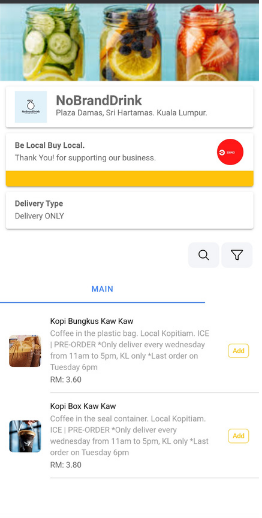 NoBrandDrink
Plaza Damas, Sri Hartamas. Kuala Lumpur.
Be Local Buy Local.
Thank You! for supporting our business.
Delivery Type
Delivery ONLY
MAIN
Kopi Bungkus Kaw Kaw
Coffee in the plastic bag. Local Kopitiam. ICE
| PRE-ORDER *Only deliver every wednesday
from 11am to 5pm, KL only *Last order on
Tuesday 6pm
RM: 3.60
Add
Kopi Box Kaw Kaw
Coffee in the seal container. Local Kopitiam.
ICE | PRE-ORDER *Only deliver every
wednesday from 11am to 5pm, KL only *Last
order on Tuesday 6pm
RM: 3.80
Add